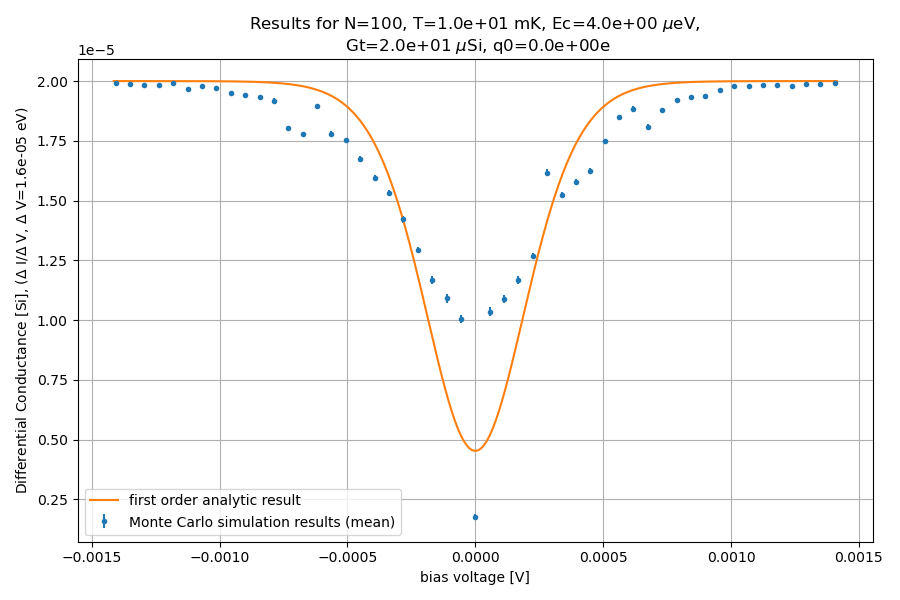 Results for N=100, T=1.0e+01 mK, Ec=4.0e+00 μeV,
Gt=2.0e+01 μSi, q0=0.0e+00e
1e−5
Differential Conductance [Si], (Δ I/Δ V, Δ V=1.6e-05 eV)
2.00
1.75
1.50
1.25
1.00
0.75
0.50
0.25
first order analytic result
Monte Carlo simulation results (mean)
−0.0015 −0.0010 −0.0005 0.0000 0.0005 0.0010 0.0015
bias voltage [V]